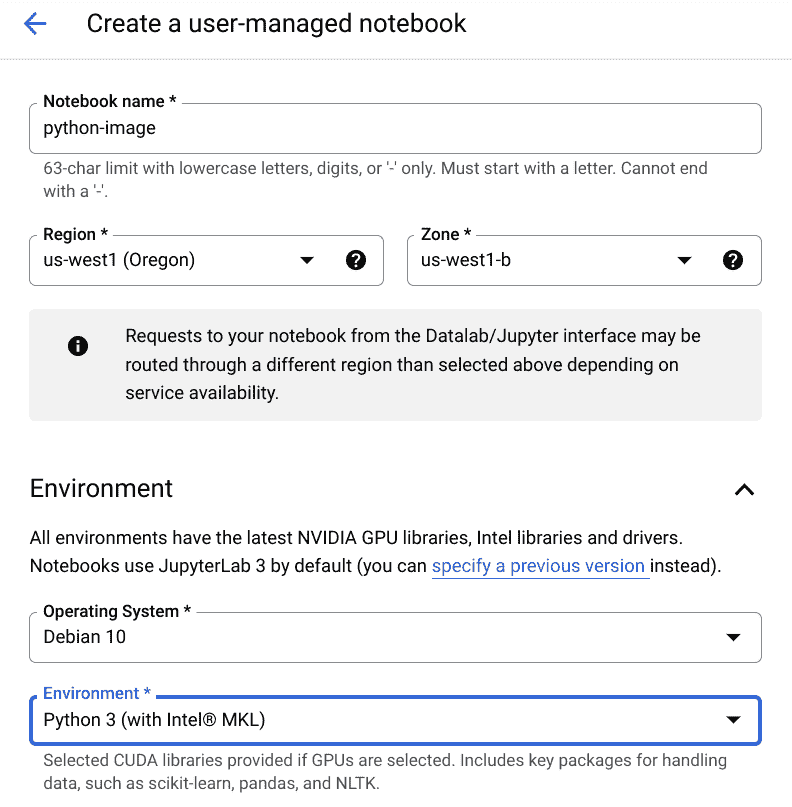 Create a user-managed notebook
Notebook name *
python-image
63-char limit with lowercase letters, digits, or '-' only. Must start with a letter. Cannot end
with a '-'.
Region *
us-west1 (Oregon)
Zone *
us-west1-b
Requests to your notebook from the Datalab/Jupyter interface may be
routed through a different region than selected above depending on
service availability.
Environment
All environments have the latest NVIDIA GPU libraries, Intel libraries and drivers.
Notebooks use JupyterLab 3 by default (you can specify a previous version instead).
Operating System *
Debian 10
Environment *
Python 3 (with Intel® MKL)
Selected CUDA libraries provided if GPUs are selected. Includes key packages for handling
data, such as scikit-learn, pandas, and NLTK.